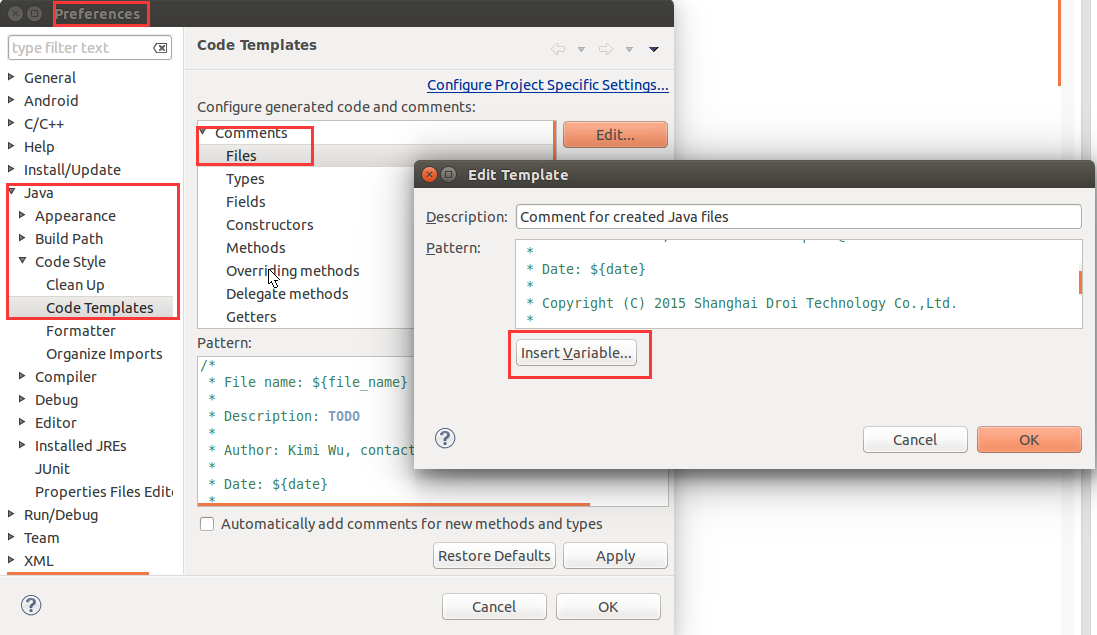 Preferences
type filter text
General
Android
C/C++
Help
Install/Update
Java
Appearance
Build Path
Code Style
Clean Up
Code Templates
Formatter
Organize Imports
Compiler
Debug
Editor
Installed JREs
JUnit
Properties Files Edit
Run/Debug
Team
XML
Code Templates
Configure Project Specific Settings...
Configure generated code and comments:
Comments
Files
Types
Fields
Constructors
Methods
Overriding methods
Delegate methods
Getters
Edit...
Pattern:
/*
* File name: ${file_name}
*
* Description: TODO
*
* Author: Kimi Wu, contact
*
* Date: ${date}
*
Automatically add comments for new methods and types
Restore Defaults
Apply
Cancel
OK
Edit Template
Description: Comment for created Java files
Pattern:
*
* Date: ${date}
*
* Copyright (C) 2015 Shanghai Droi Technology Co.,Ltd.
*
Insert Variable...
Cancel
OK